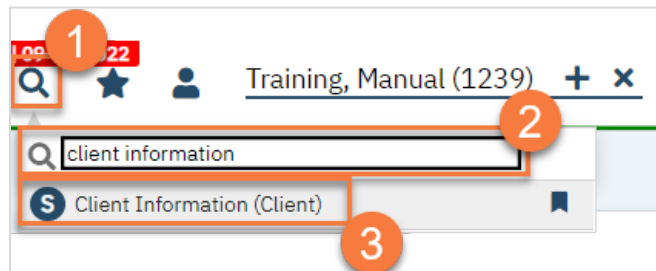 1
Training, Manual (1239)
2
client information
S Client Information (Client)
3